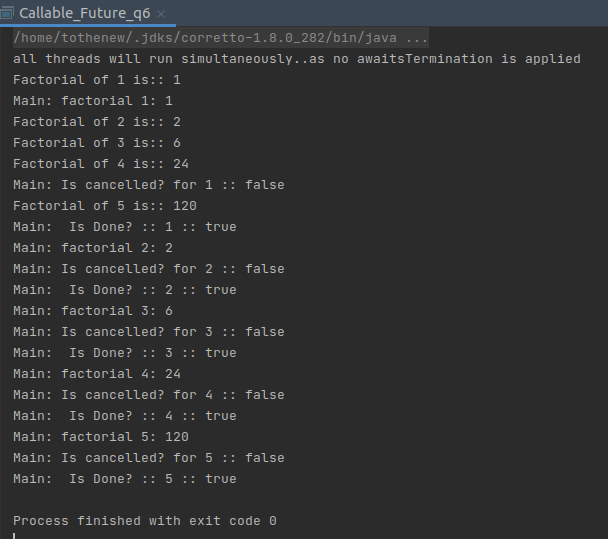 Callable_Future_q6
/home/tothenew/.jdks/corretto-1.8.0_282/bin/java ...
all threads will run simultaneously..as no awaitsTermination is applied
Factorial of 1 is:: 1
Main: factorial 1: 1
Factorial of 2 is:: 2
Factorial of 3 is:: 6
Factorial of 4 is:: 24
Main: Is cancelled? for 1 :: false
Factorial of 5 is:: 120
Main:  Is Done? :: 1 :: true
Main: factorial 2: 2
Main: Is cancelled? for 2 :: false
Main:  Is Done? :: 2 :: true
Main: factorial 3: 6
Main: Is cancelled? for 3 :: false
Main:  Is Done? :: 3 :: true
Main: factorial 4: 24
Main: Is cancelled? for 4 :: false
Main:  Is Done? :: 4 :: true
Main: factorial 5: 120
Main: Is cancelled? for 5 :: false
Main:  Is Done? :: 5 :: true
Process finished with exit code 0